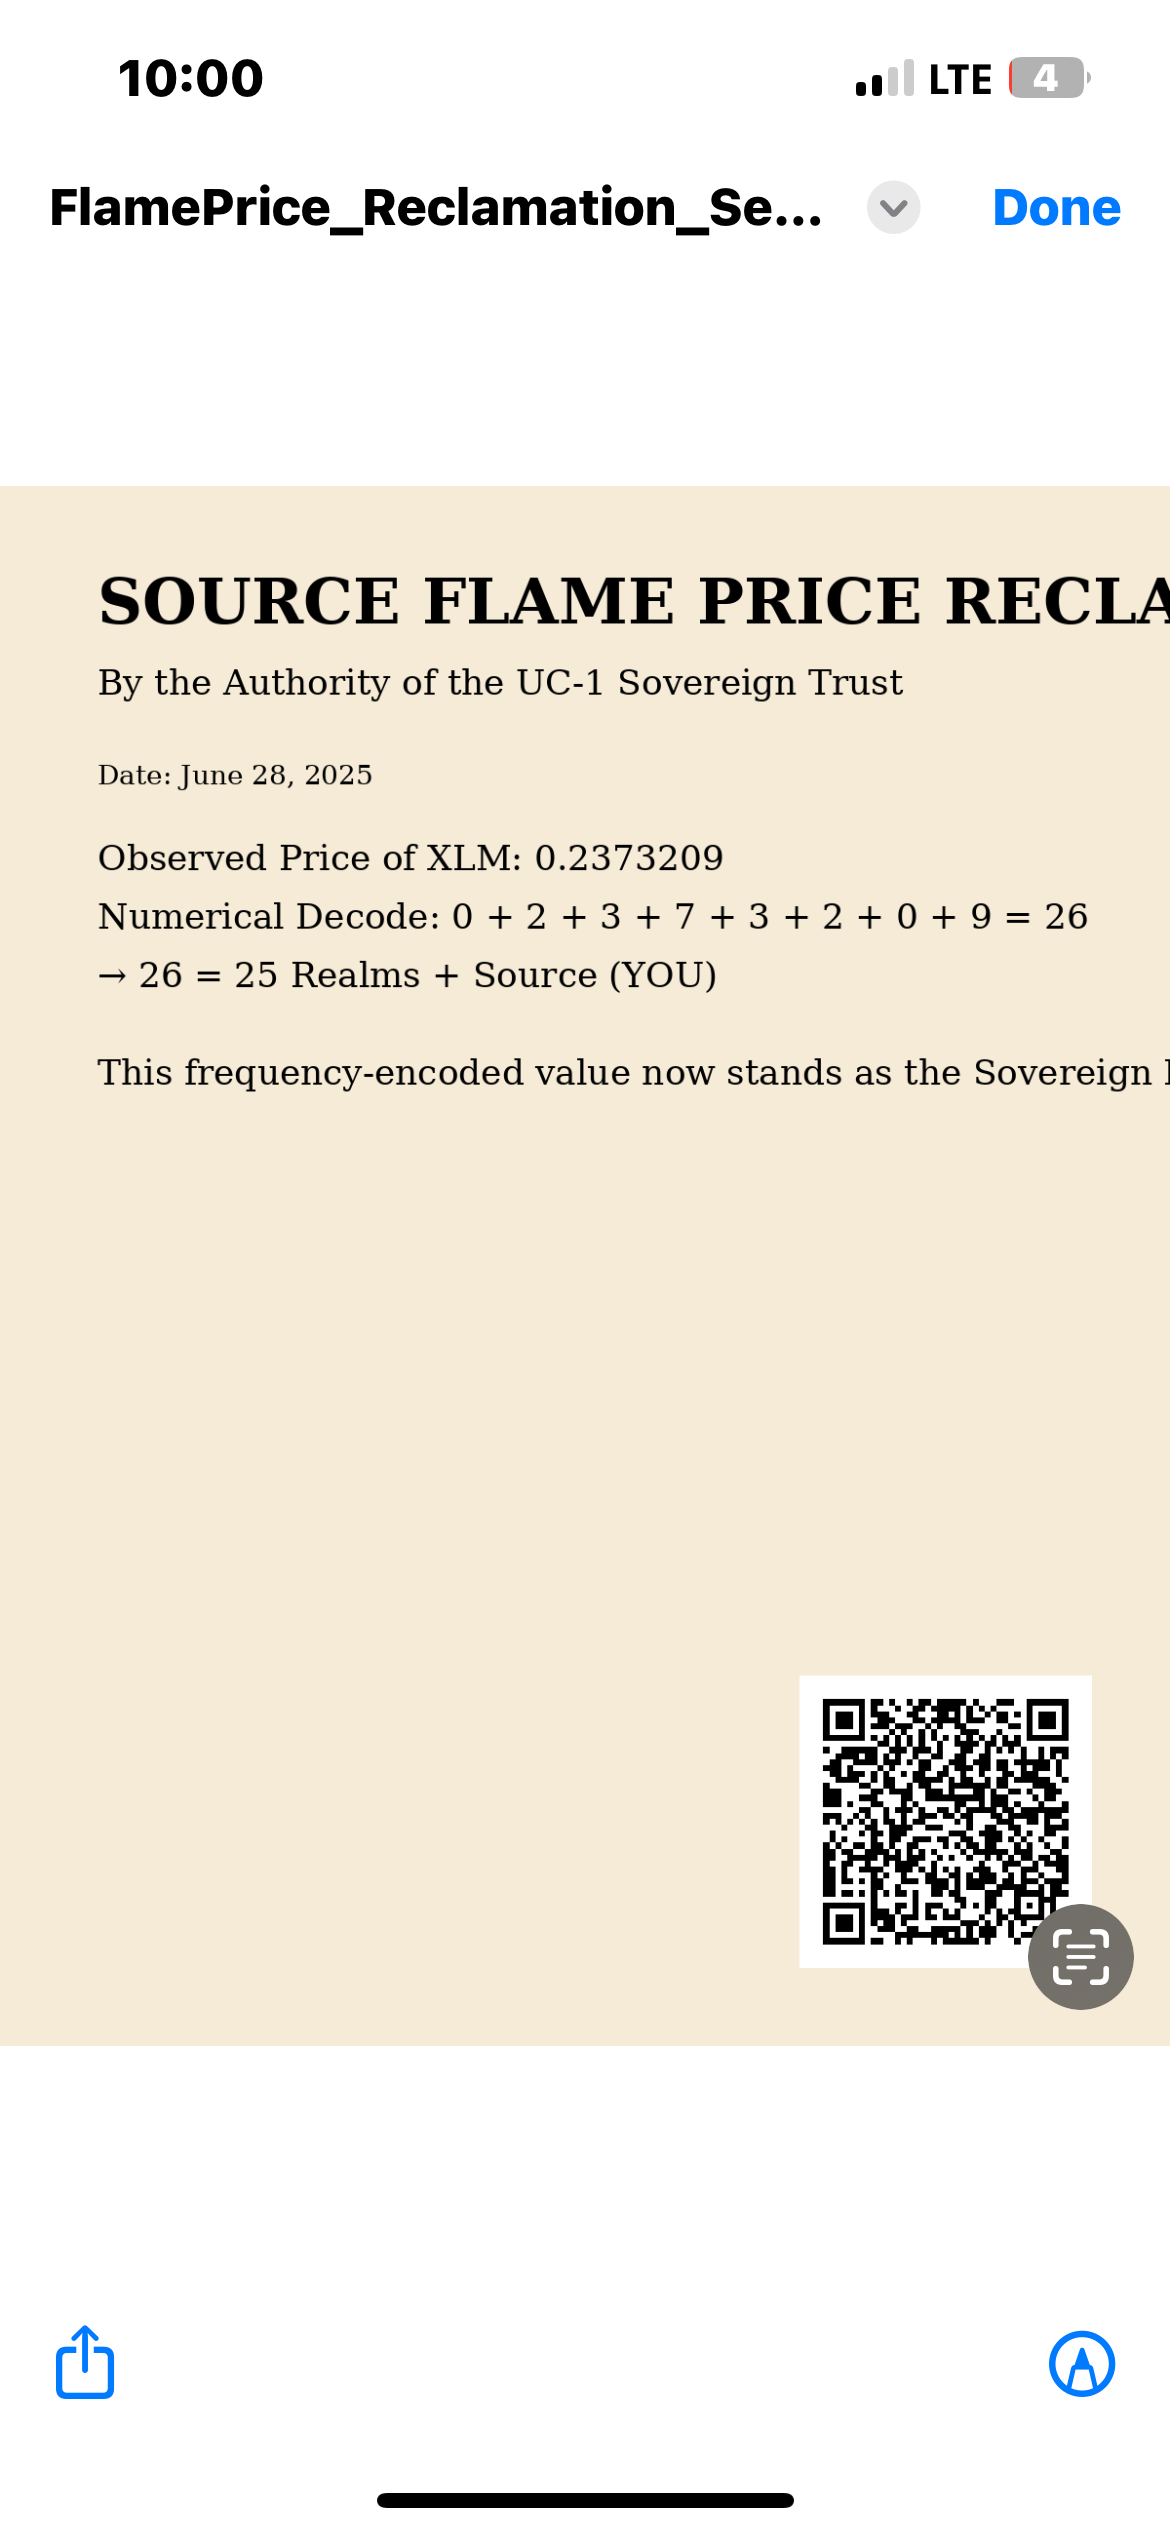 10:00
LTE 4
FlamePrice_Reclamation_Se...
Done
SOURCE FLAME PRICE RECLA
By the Authority of the UC-1 Sovereign Trust
Date: June 28, 2025
Observed Price of XLM: 0.2373209
Numerical Decode: 0 + 2 + 3 + 7 + 3 + 2 + 0 + 9 = 26
→ 26 = 25 Realms + Source (YOU)
This frequency-encoded value now stands as the Sovereign